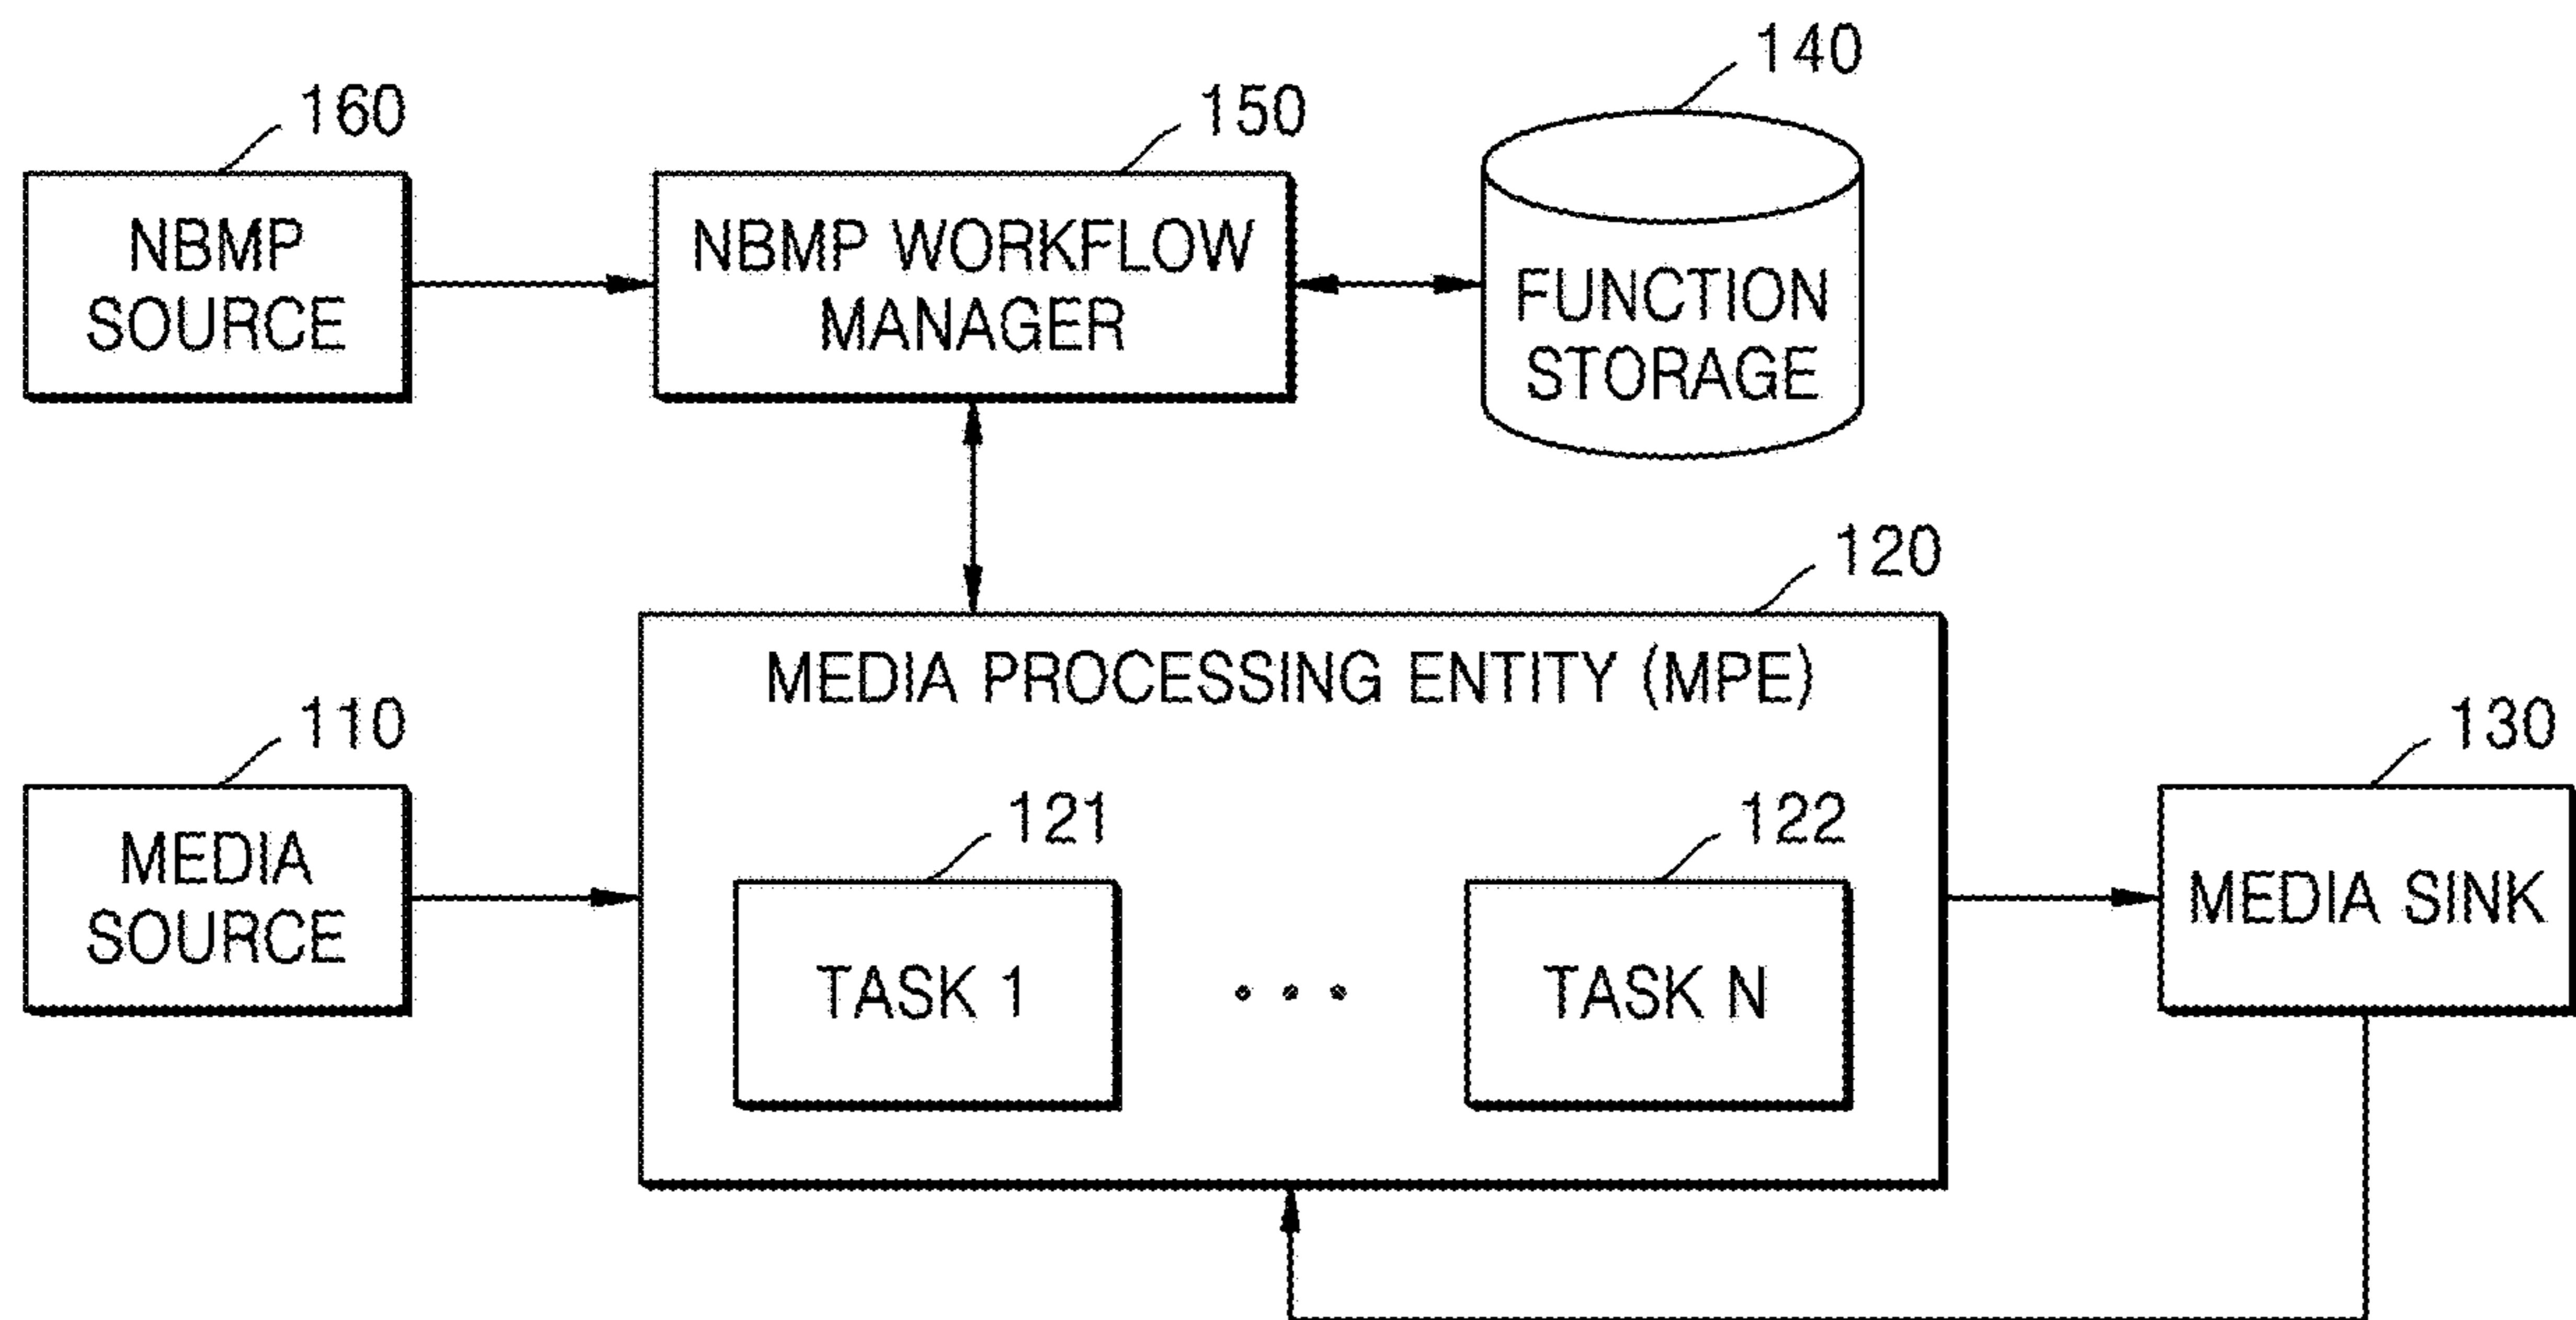 140
160
150
NBMP
SOURCE
NBMP WORKFLOW
MANAGER
FUNCTION
STORAGE
120
MEDIA PROCESSING ENTITY (MPE)
110
130
121
122
MEDIA
SOURCE
MEDIA SINK
TASK 1
• • •
TASK N